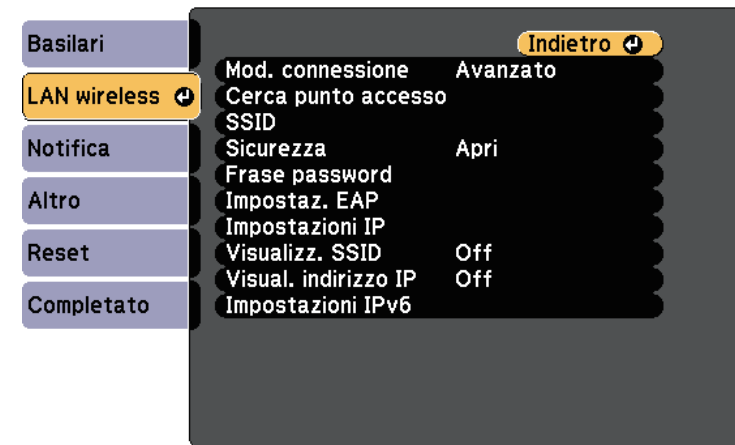 Basilari
LAN wireless
Notifica
Altro
Reset
Completato
Indietro
Mod. connessione Avanzato
Cerca punto accesso
SSID
Sicurezza Apri
Frase password
Impostaz. EAP
Impostazioni IP
Visualizz. SSID Off
Visual. indirizzo IP Off
Impostazioni IPv6